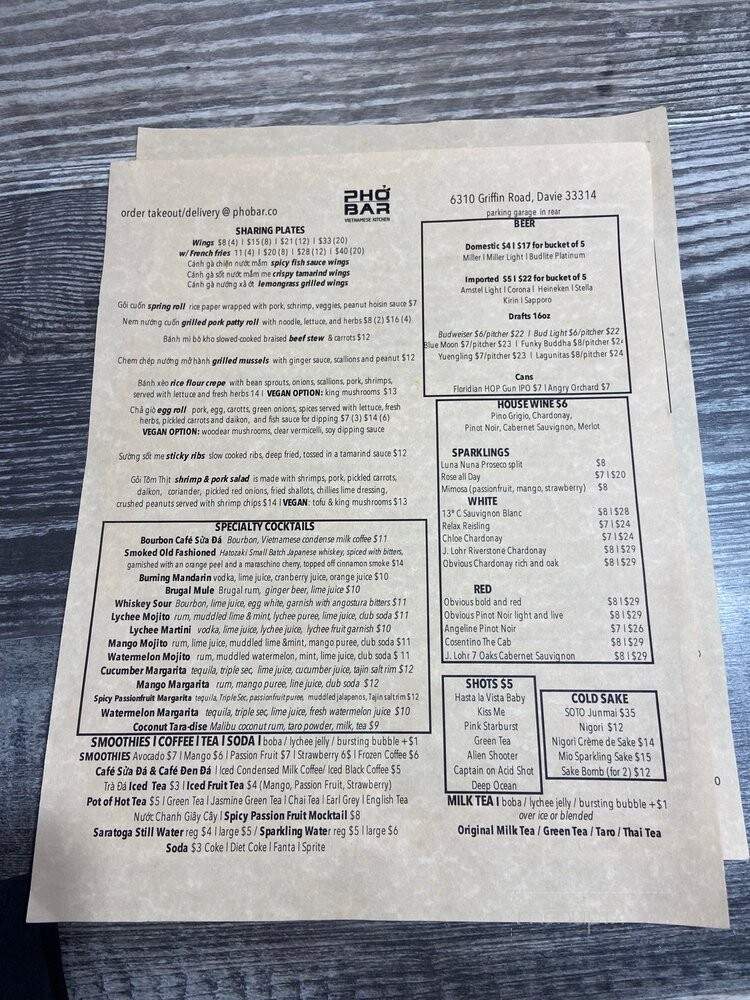 order takeout/delivery @ phobar.co
PHỞ
BAR
VIETNAMESE KITCHEN
6310 Griffin Road, Davie 33314
parking garage in rear
SHARING PLATES
Wings $8 (4) I $15(8) I $21(12) I $33(20)
w/ French fries 11(4) I $20(8) I $28(12) I $40(20)
Cánh gà chiện nước mắm spicy fish sauce wings
Cánh gà sốt nước mắm me crispy tamarind wings
Cánh gà nướng xả ớt lemongrass grilled wings
Gỏi cuốn spring roll rice paper wrapped with pork, schrimp, veggies, peanut hoisin sauce $7
Nem nướng cuốn grilled pork patty roll with noodle, lettuce, and herbs $8 (2) $16 (4)
Bánh mì bò kho slowed-cooked braised beef stew & carrots $12
Chem chép nướng mỡ hành grilled mussels with ginger sauce, scallions and peanut $12
Bánh xèo rice flour crepe with bean sprouts, onions, scallions, pork, shrimps,
served with lettuce and fresh herbs 14 I VEGAN OPTION: king mushrooms $13
Chả giò egg roll pork, egg, carotts, green onions, spices served with lettuce, fresh
herbs, pickled carrots and daikon, and fish sauce for dipping $7 (3) $14 (6)
VEGAN OPTION: woodear mushrooms, clear vermicelli, soy dipping sauce
Sường sốt me sticky ribs slow cooked ribs, deep fried, tossed in a tamarind sauce $12
Gỏi Tôm Thịt shrimp & pork salad is made with shrimps, pork, pickled carrots,
daikon, coriander, pickled red onions, fried shallots, chillies lime dressing,
crushed peanuts served with shrimp chips $14 I VEGAN: tofu & king mushrooms $13
SPECIALTY COCKTAILS
Bourbon Café Sữa Đá Bourbon, Vietnamese condense milk coffee $11
Smoked Old Fashioned Hatozaki Small Batch Japanese whiskey, spiced with bitters,
garnished with an orange peel and a maraschino cherry, topped off cinnamon smoke $14
Burning Mandarin vodka, lime juice, cranberry juice, orange juice $10
Brugal Mule Brugal rum, ginger beer, lime juice $10
Whiskey Sour Bourbon, lime juice, egg white, garnish with angostura bitters $11
Lychee Mojito rum, muddled lime & mint, lychee puree, lime juice, club soda $11
Lychee Martini vodka, lime juice, lychee juice, lychee fruit garnish $10
Mango Mojito rum, lime juice, muddled lime &mint, mango puree, club soda $11
Watermelon Mojito rum, muddled watermelon, mint, lime juice, club soda $ 11
Cucumber Margarita tequila, triple sec, lime juice, cucumber juice, tajin salt rim $12
Mango Margarita rum, mango puree, line juice, club soda $12
Spicy Passionfruit Margarita tequila, Triple Sec, passionfruit puree, muddled jalapenos, Tajin salt rim $12
Watermelon Margarita tequila, triple sec, lime juice, fresh watermelon juice $10
Coconut Tara-dise Malibu coconut rum, taro powder, milk, tea $9
SMOOTHIES I COFFEE I TEA I SODA I boba / lychee jelly / bursting bubble +$1
SMOOTHIES Avocado $7 I Mango $6 I Passion Fruit $7 I Strawberry 6$ I Frozen Coffee $6
Café Sữa Đá & Café Đen Đá I Iced Condensed Milk Coffee/ Iced Black Coffee $5
Trà Đá Iced Tea $3 I Iced Fruit Tea $4 (Mango, Passion Fruit, Strawberry)
Pot of Hot Tea $5 I Green Tea I Jasmine Green Tea I Chai Tea I Earl Grey I English Tea
Nước Chanh Giây Cây I Spicy Passion Fruit Mocktail $8
Saratoga Still Water reg $4 I large $5 / Sparkling Water reg $5 I large $6
Soda $3 Coke I Diet Coke I Fanta I Sprite
BEER
Domestic $4 I $17 for bucket of 5
Miller I Miller Light I Budlite Platinum
Imported $5 I $22 for bucket of 5
Amstel Light I Corona I Heineken I Stella
Kirin I Sapporo
Drafts 16oz
Budweiser $6/pitcher $22 I Bud Light $6/pitcher $22
Blue Moon $7/pitcher $23 I Funky Buddha $8/pitcher $24
Yuengling $7/pitcher $23 I Lagunitas $8/pitcher $24
Cans
Floridian HOP Gun IPO $7 I Angry Orchard $7
HOUSE WINE $6
Pino Grigio, Chardonay,
Pinot Noir, Cabernet Sauvignon, Merlot
SPARKLINGS
Luna Nuna Proseco split $8
Rose all Day $7 I $20
Mimosa (passionfruit, mango, strawberry) $8
WHITE
13° C Sauvignon Blanc $8 I $28
Relax Reisling $7 I $24
Chloe Chardonay $7 I $24
J. Lohr Riverstone Chardonay $8 I $29
Obvious Chardonay rich and oak $8 I $29
RED
Obvious bold and red $8 I $29
Obvious Pinot Noir light and live $8 I $29
Angeline Pinot Noir $7 I $26
Cosentino The Cab $8 I $29
J. Lohr 7 Oaks Cabernet Sauvignon $8 I $29
SHOTS $5
Hasta la Vista Baby
Kiss Me
Pink Starburst
Green Tea
Alien Shooter
Captain on Acid Shot
Deep Ocean
COLD SAKE
SOTO Junmai $35
Nigori $12
Nigori Crème de Sake $14
Mio Sparkling Sake $15
Sake Bomb (for 2) $12
MILK TEA I boba / lychee jelly / bursting bubble +$1
over ice or blended
Original Milk Tea / Green Tea / Taro / Thai Tea